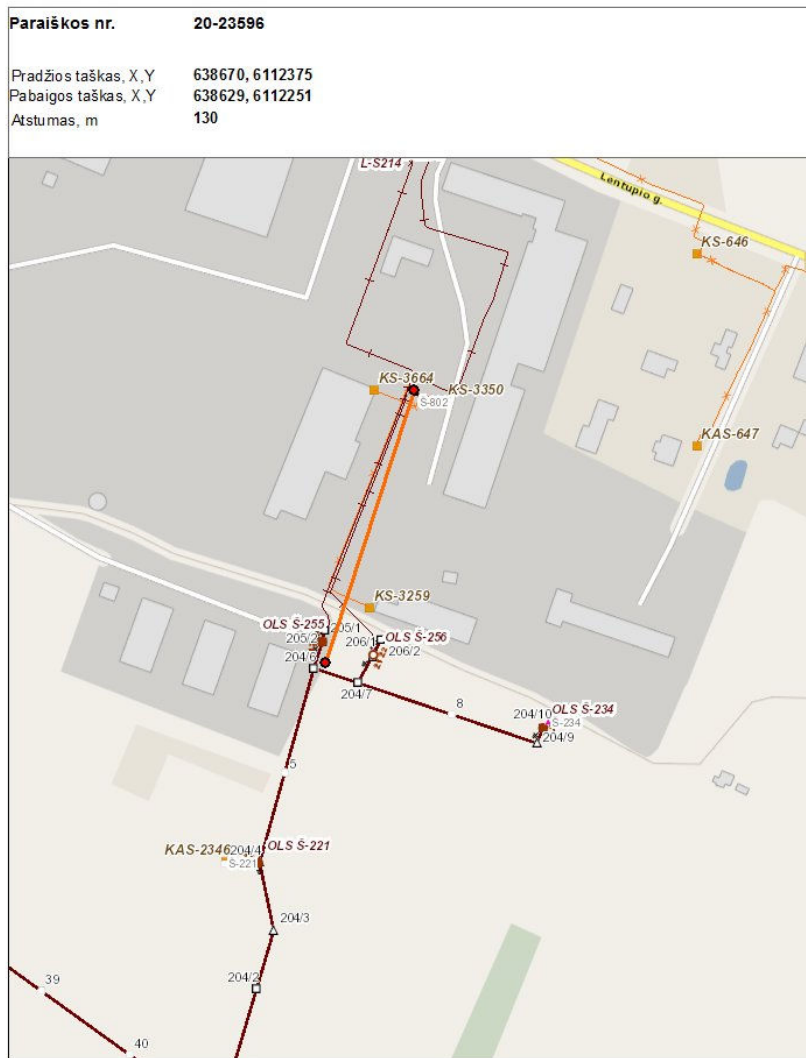 Paraiškos nr. 20-23596
Pradžios taškas, X,Y 638670, 6112375
Pabaigos taškas, X,Y 638629, 6112251
Atstumas, m 130
L-Š214
Lentupio g.
KS-646
KS-3664
KS-3350
Š-802
KAS-647
KS-3259
OLS Š-255
205/1
205/2
206/1
OLS Š-256
206/2
204/6
204/7
8
204/10
OLS Š-234
Š-234
204/9
5
KAS-2346
204/4
OLS Š-221
Š-221
204/3
204/2
39
40